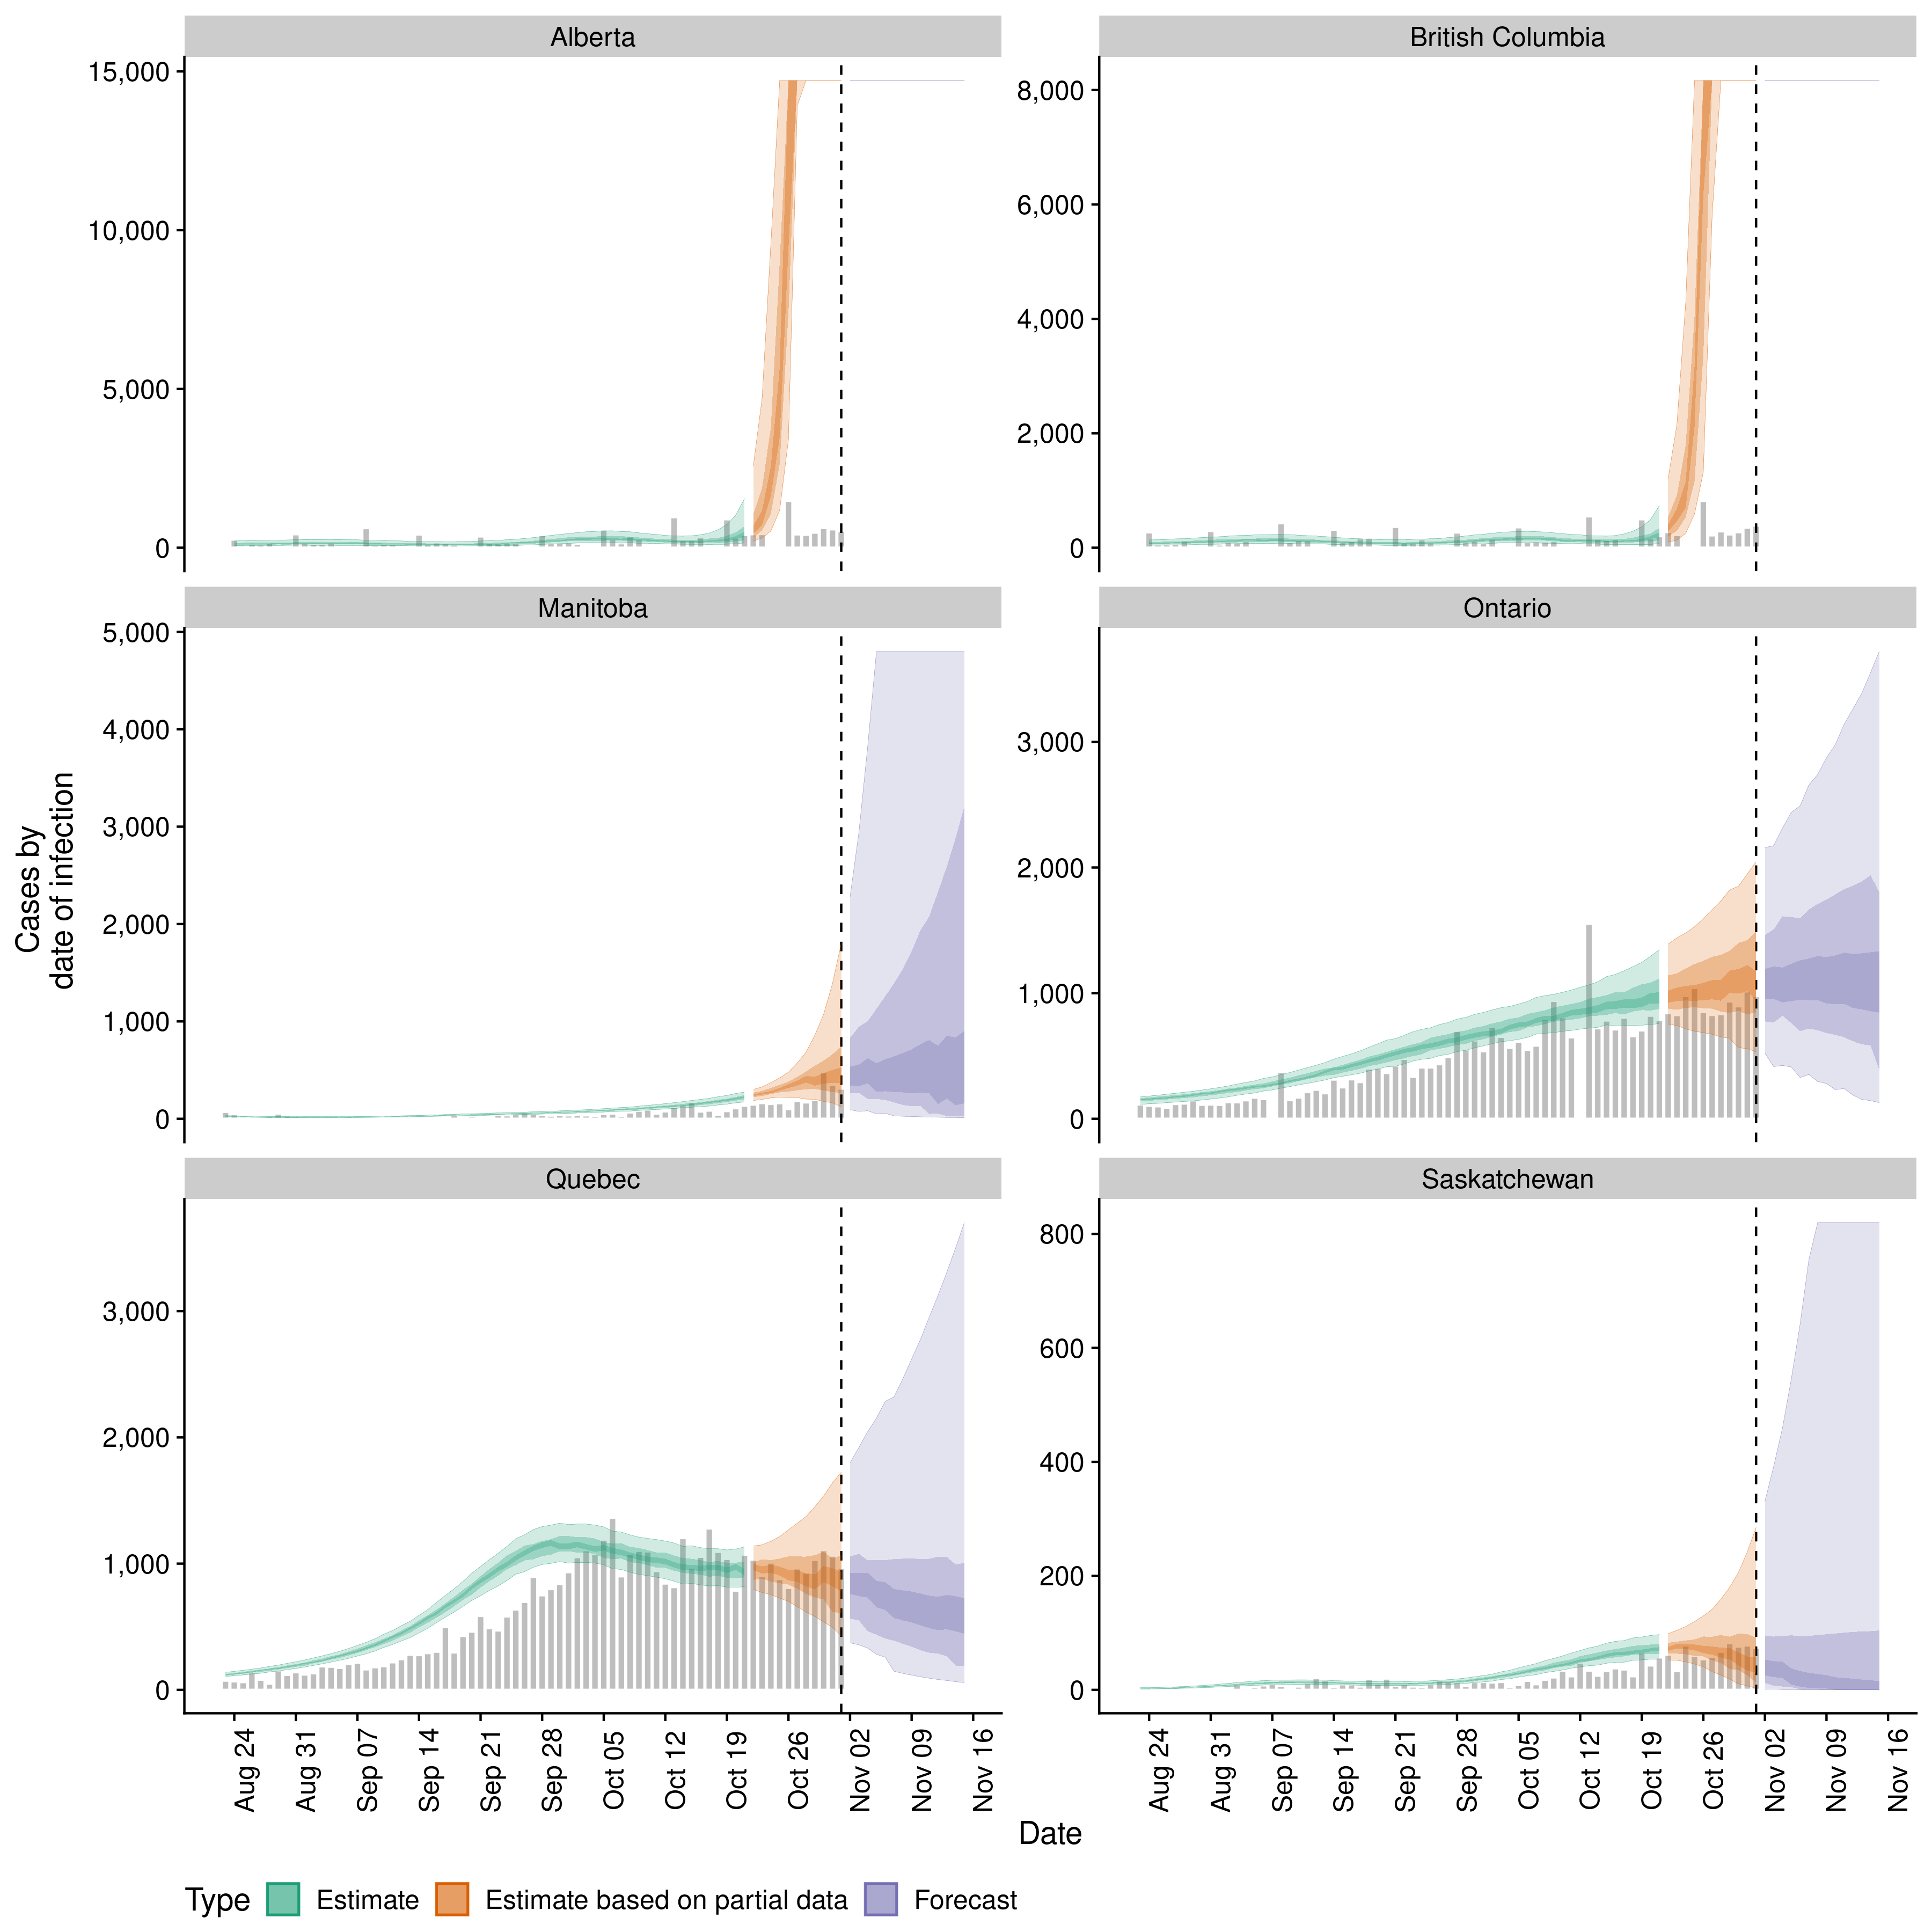 Alberta
British Columbia
15,000
10,000
5,000
0
8,000
6,000
4,000
2,000
0
Manitoba
Ontario
5,000
4,000
3,000
2,000
1,000
0
3,000
2,000
1,000
0
Cases by
date of infection
Quebec
Saskatchewan
3,000
2,000
1,000
0
800
600
400
200
0
Aug 24
Aug 31
Sep 07
Sep 14
Sep 21
Sep 28
Oct 05
Oct 12
Oct 19
Oct 26
Nov 02
Nov 09
Nov 16
Aug 24
Aug 31
Sep 07
Sep 14
Sep 21
Sep 28
Oct 05
Oct 12
Oct 19
Oct 26
Nov 02
Nov 09
Nov 16
Date
Type Estimate Estimate based on partial data Forecast